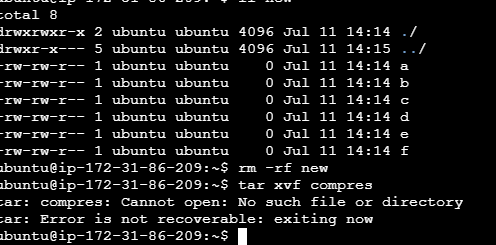 total 8
drwxrwxr-x 2 ubuntu ubuntu 4096 Jul 11 14:14 ./
drwxr-x--- 5 ubuntu ubuntu 4096 Jul 11 14:15 ../
-rw-rw-r-- 1 ubuntu ubuntu    0 Jul 11 14:14 a
-rw-rw-r-- 1 ubuntu ubuntu    0 Jul 11 14:14 b
-rw-rw-r-- 1 ubuntu ubuntu    0 Jul 11 14:14 c
-rw-rw-r-- 1 ubuntu ubuntu    0 Jul 11 14:14 d
-rw-rw-r-- 1 ubuntu ubuntu    0 Jul 11 14:14 e
-rw-rw-r-- 1 ubuntu ubuntu    0 Jul 11 14:14 f
ubuntu@ip-172-31-86-209:~$ rm -rf new
ubuntu@ip-172-31-86-209:~$ tar xvf compres
tar: compres: Cannot open: No such file or directory
tar: Error is not recoverable: exiting now
ubuntu@ip-172-31-86-209:~$